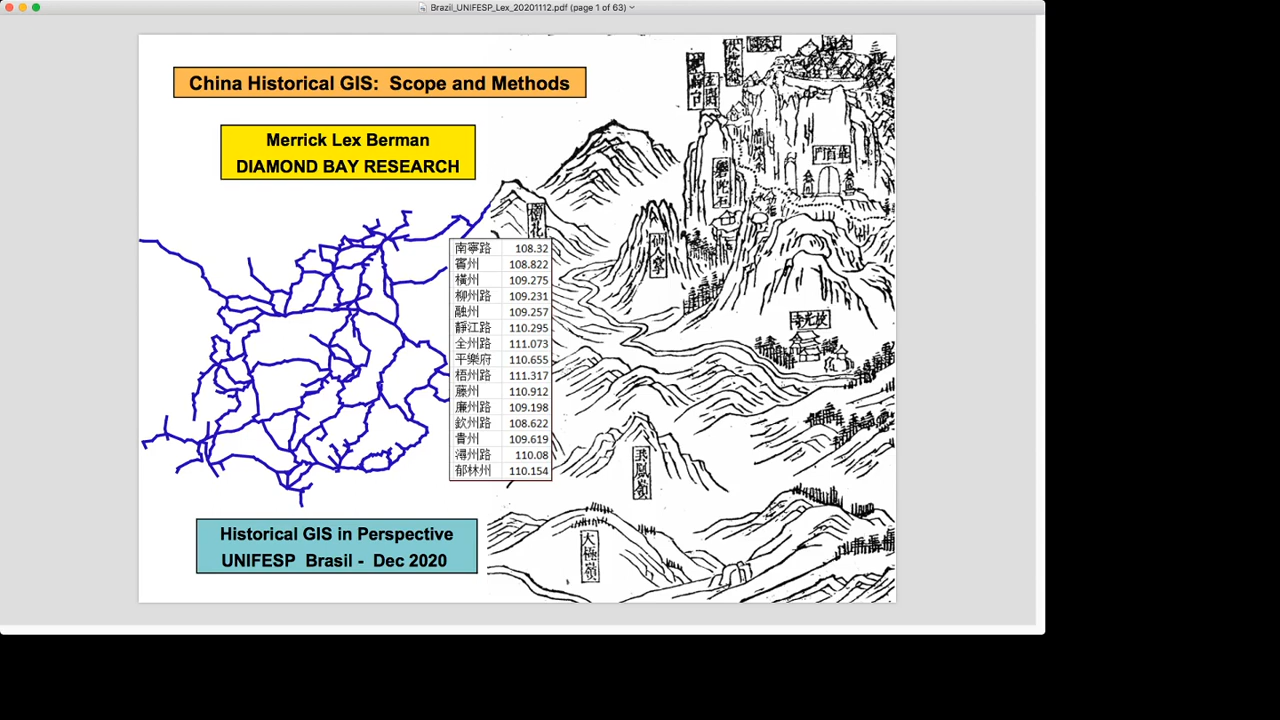 Brazil_UNIFESP_Lex_20201112.pdf (page 1 of 63)
China Historical GIS: Scope and Methods
Merrick Lex Berman
DIAMOND BAY RESEARCH
南寧路 108.32
賓州 108.822
橫州 109.275
柳州路 109.231
融州 109.257
靜江路 110.295
全州路 111.073
平樂府 110.655
梧州路 111.317
藤州 110.912
廉州路 109.198
欽州路 108.622
貴州 109.619
潯州路 110.08
郁林州 110.154
Historical GIS in Perspective
UNIFESP Brasil - Dec 2020
大極嶺